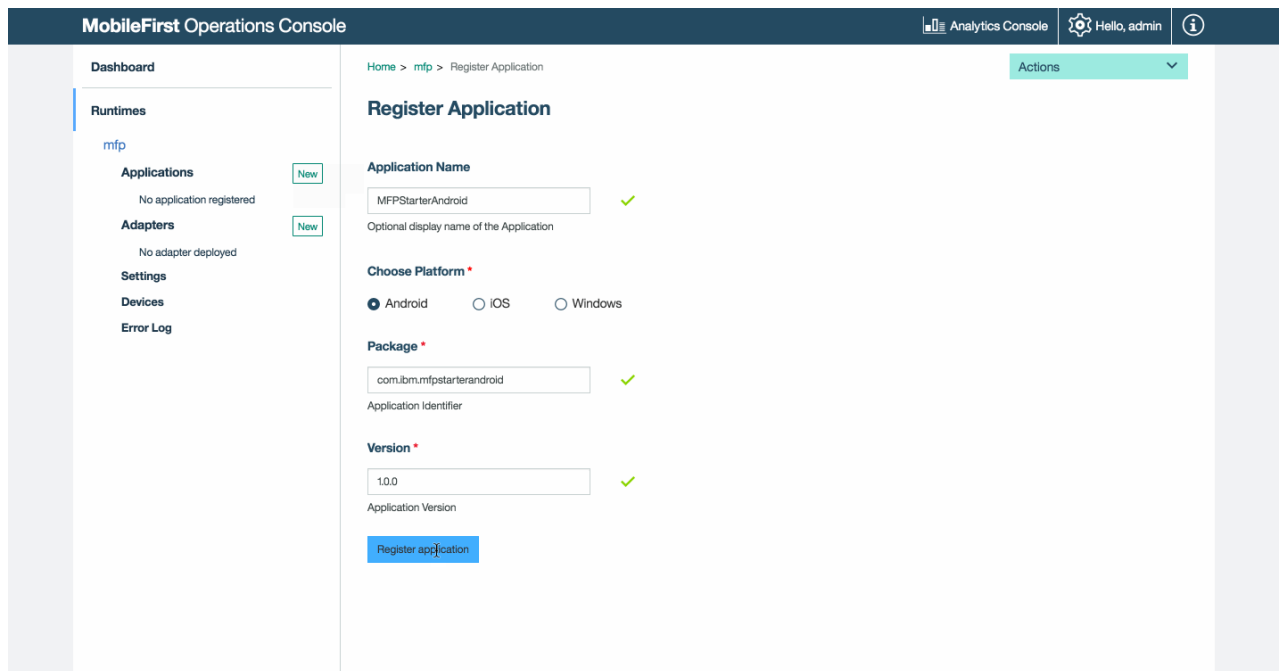 MobileFirst Operations Console
Analytics Console
Hello, admin
Dashboard
Runtimes
mfp
Applications
New
No application registered
Adapters
New
No adapter deployed
Settings
Devices
Error Log
Home > mfp > Register Application
Actions
Register Application
Application Name
MFPStarterAndroid
Optional display name of the Application
Choose Platform *
Android iOS Windows
Package *
com.ibm.mfpstarterandroid
Application Identifier
Version *
1.0.0
Application Version
Register application